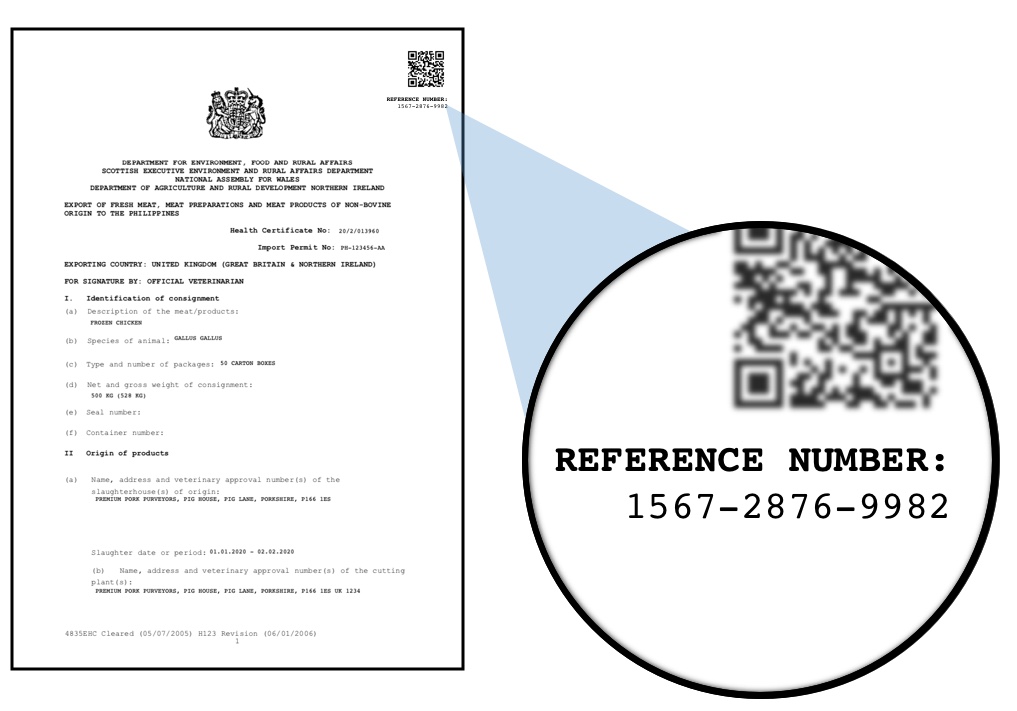 REFERENCE NUMBER:
1567-2876-9982
DEPARTMENT FOR ENVIRONMENT, FOOD AND RURAL AFFAIRS
SCOTTISH EXECUTIVE ENVIRONMENT AND RURAL AFFAIRS DEPARTMENT
NATIONAL ASSEMBLY FOR WALES
DEPARTMENT OF AGRICULTURE AND RURAL DEVELOPMENT NORTHERN IRELAND
EXPORT OF FRESH MEAT, MEAT PREPARATIONS AND MEAT PRODUCTS OF NON-BOVINE
ORIGIN TO THE PHILIPPINES
Health Certificate No: 20/2/013960
Import Permit No: PH-123456-AA
EXPORTING COUNTRY: UNITED KINGDOM (GREAT BRITAIN & NORTHERN IRELAND)
FOR SIGNATURE BY: OFFICIAL VETERINARIAN
I. Identification of consignment
(a) Description of the meat/products:
FROZEN CHICKEN
(b) Species of animal: GALLUS GALLUS
(c) Type and number of packages: 50 CARTON BOXES
(d) Net and gross weight of consignment:
500 KG (528 KG)
(e) Seal number:
(f) Container number:
II Origin of products
(a) Name, address and veterinary approval number(s) of the
slaughterhouse(s) of origin:
PREMIUM PORK PURVEYORS, PIG HOUSE, PIG LANE, PORKSHIRE, P166 1ES
Slaughter date or period: 01.01.2020 - 02.02.2020
(b) Name, address and veterinary approval number(s) of the cutting
plant(s):
PREMIUM PORK PURVEYORS, PIG HOUSE, PIG LANE, PORKSHIRE, P166 1ES UK 1234
4835EHC Cleared (05/07/2005) H123 Revision (06/01/2006)
1
REFERENCE NUMBER:
1567-2876-9982